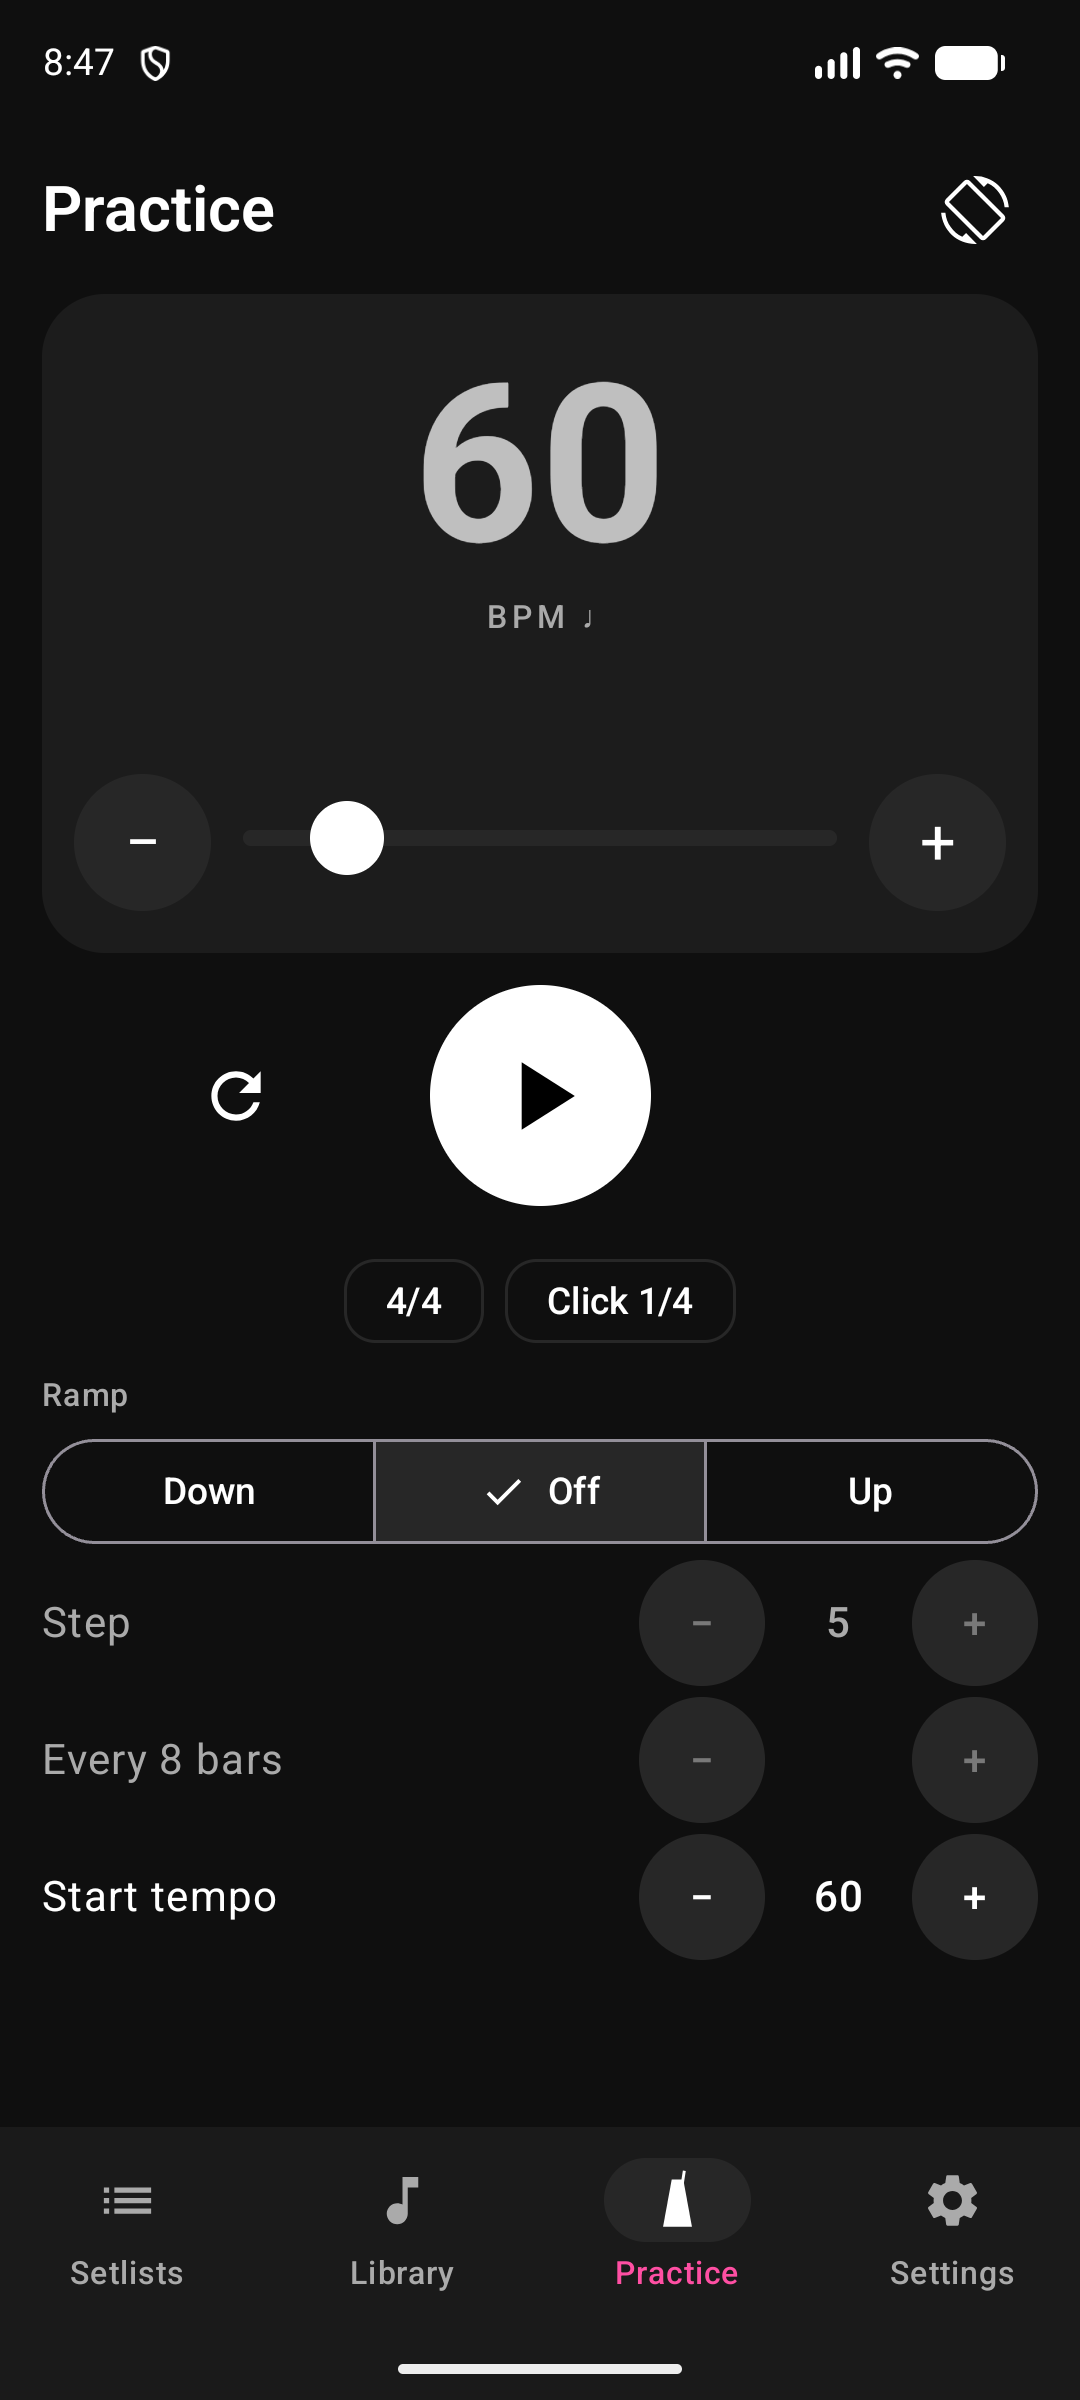 8:47
Practice
60
BPM ♩
−
+
4/4
Click 1/4
Ramp
Down
Off
Up
Step
−
5
+
Every 8 bars
−
+
Start tempo
−
60
+
Setlists
Library
Practice
Settings